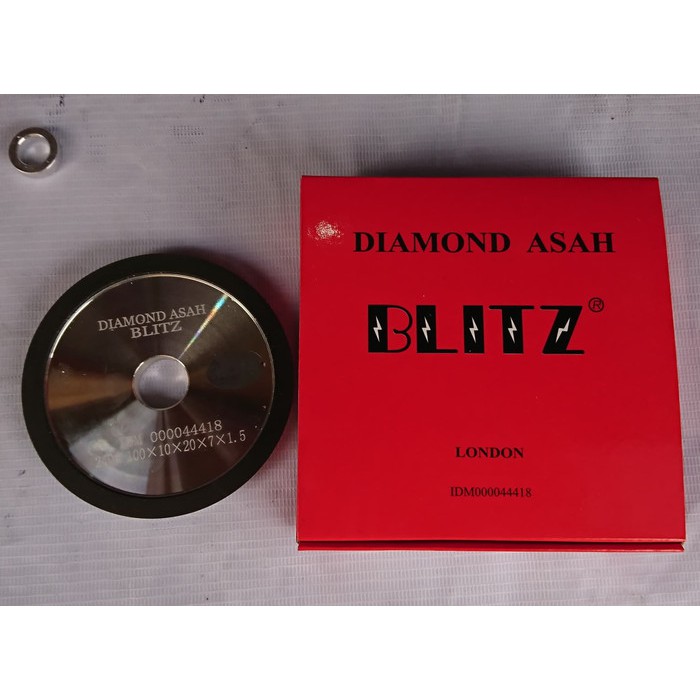 DIAMOND ASAH
BLITZ
000044418
100×10×20×7×1.5
DIAMOND ASAH
BLITZ®
LONDON
IDM000044418